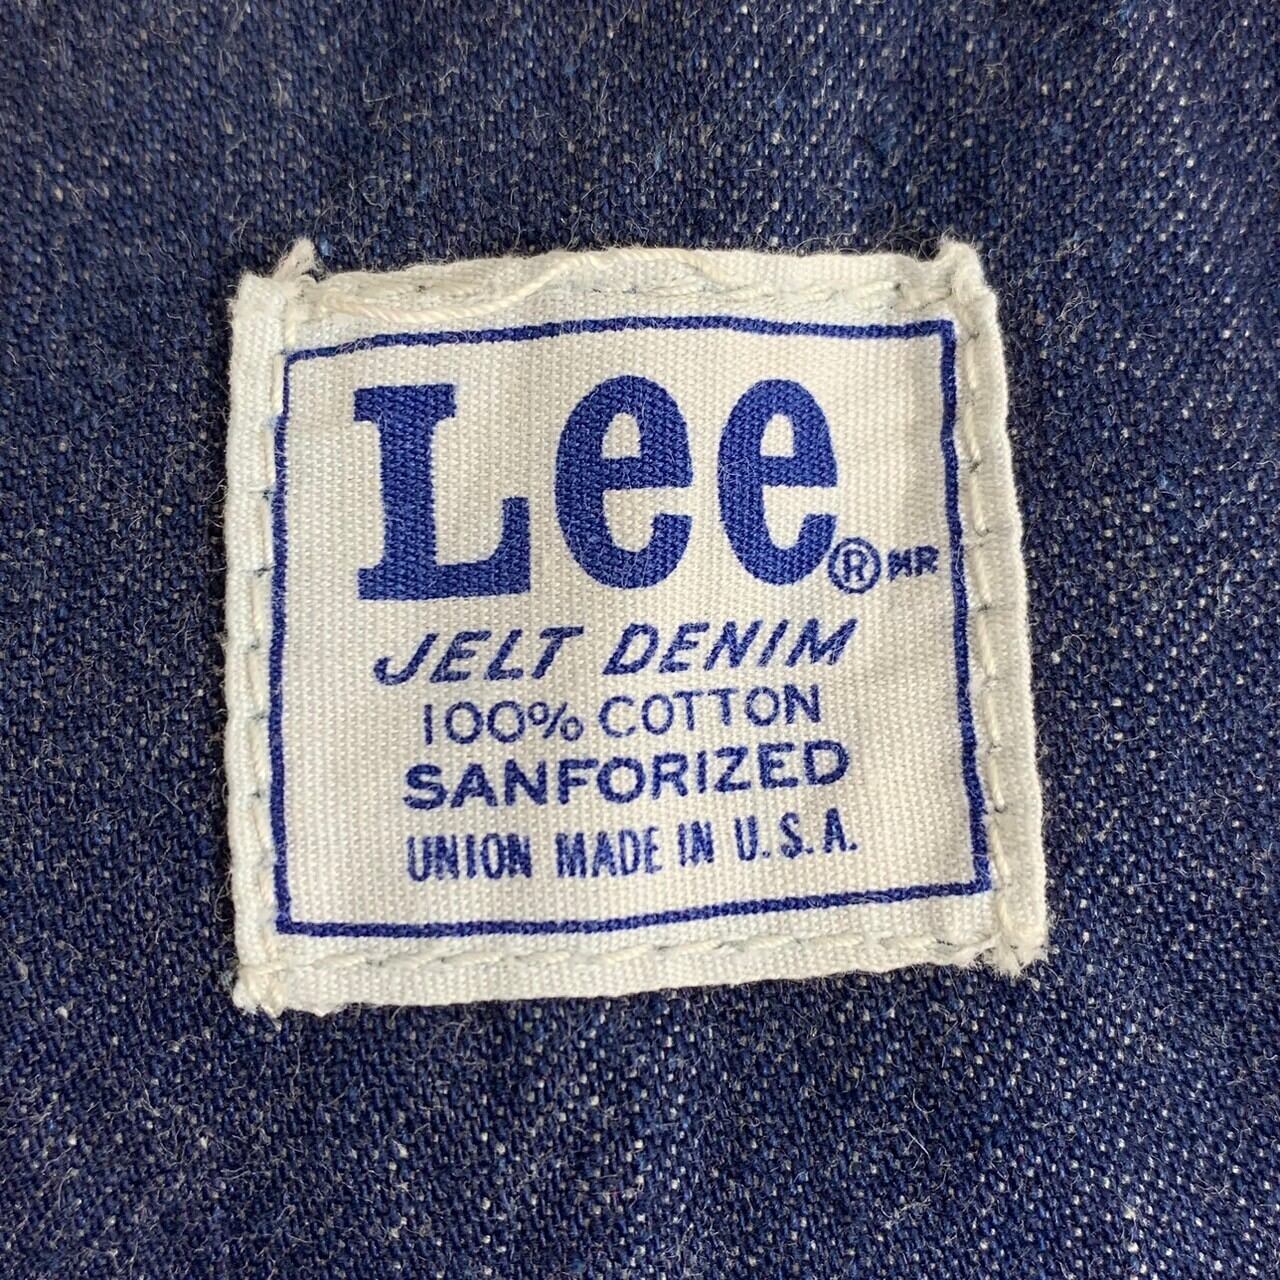 Lee® MR
JELT DENIM
100% COTTON
SANFORIZED
UNION MADE IN U.S.A.